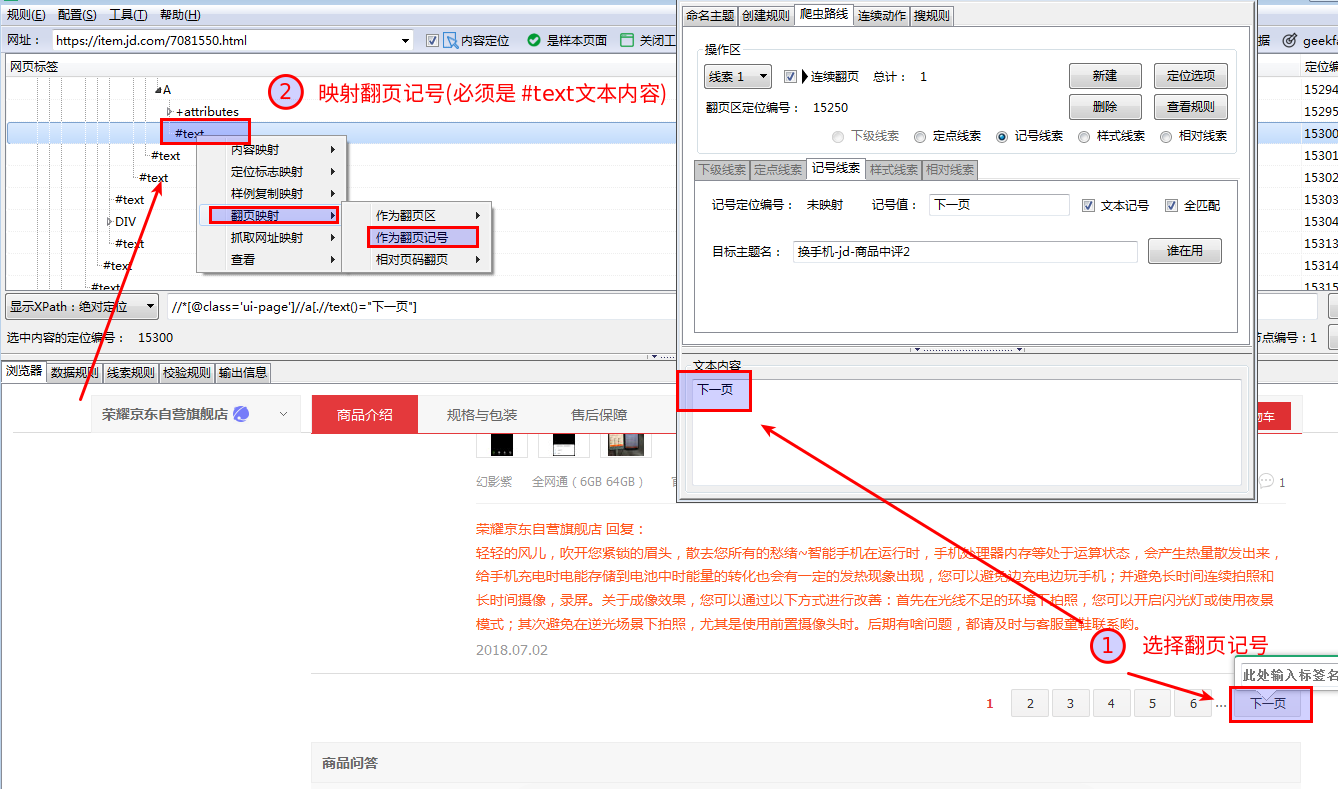 规则(E) 配置(S) 工具(T) 帮助(H)
网址： https://item.jd.com/7081550.html 内容定位 是样本页面 关闭工
网页标签
A
+attributes
#text
#text
#text
#text
DIV
#text
#text
#text
② 映射翻页记号(必须是 #text文本内容)
内容映射
定位标志映射
样例复制映射
翻页映射
抓取网址映射
查看
作为翻页区
作为翻页记号
相对页码翻页
显示XPath：绝对定位 //*[@class='ui-page']//a[.//text()="下一页"]
选中内容的定位编号： 15300
浏览器 数据规则 线索规则 校验规则 输出信息
命名主题 创建规则 爬虫路线 连续动作 搜规则
操作区
线索 1 连续翻页 总计： 1 新建 定位选项
翻页区定位编号： 15250 删除 查看规则
下级线索 定点线索 记号线索 样式线索 相对线索
下级线索 定点线索 记号线索 样式线索 相对线索
记号定位编号： 未映射 记号值： 下一页 文本记号 全匹配
目标主题名： 换手机-jd-商品中评2 谁在用
文本内容
下一页
据 geekfa
定位编
15294
15295
15300
15301
15302
15303
15304
15313
15314
15315
节点编号：1
荣耀京东自营旗舰店 商品介绍 规格与包装 售后保障
物车
幻影紫 全网通（6GB 64GB） 1
荣耀京东自营旗舰店 回复：
轻轻的风儿，吹开您紧锁的眉头，散去您所有的愁绪~智能手机在运行时，手机处理器内存等处于运算状态，会产生热量散发出来，
给手机充电时电能存储到电池中时能量的转化也会有一定的发热现象出现，您可以避免边充电边玩手机；并避免长时间连续拍照和
长时间摄像，录屏。关于成像效果，您可以通过以下方式进行改善：首先在光线不足的环境下拍照，您可以开启闪光灯或使用夜景
模式；其次避免在逆光场景下拍照，尤其是使用前置摄像头时。后期有啥问题，都请及时与客服童鞋联系哟。
2018.07.02
① 选择翻页记号
此处输入标签名
1 2 3 4 5 6 ... 下一页
商品问答